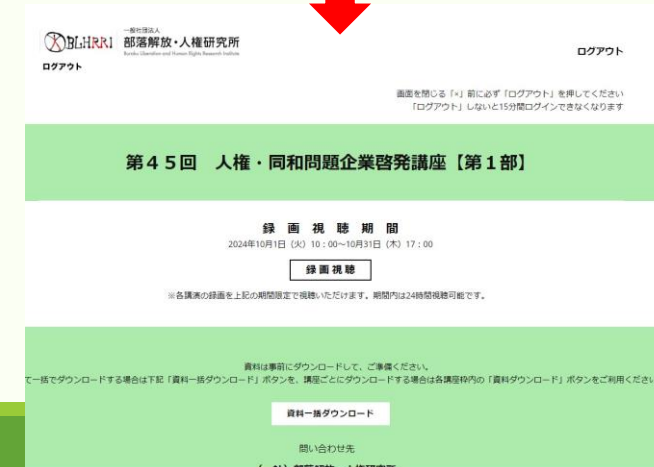 BLHRRI
一般社団法人
部落解放・人権研究所
Buraku Liberation and Human Rights Research Institute
ログアウト
ログアウト
画面を閉じる「×」前に必ず「ログアウト」を押してください
「ログアウト」しないと15分間ログインできなくなります
第４５回　人権・同和問題企業啓発講座【第１部】
録 画 視 聴 期 間
2024年10月1日（火）10：00～10月31日（木）17：00
録画視聴
※各講演の録画を上記の期間限定で視聴いただけます。期間内は24時間視聴可能です。
資料は事前にダウンロードして、ご準備ください。
て一括でダウンロードする場合は下記「資料一括ダウンロード」ボタンを、講座ごとにダウンロードする場合は各講座枠内の「資料ダウンロード」ボタンをご利用くださ
資料一括ダウンロード
問い合わせ先